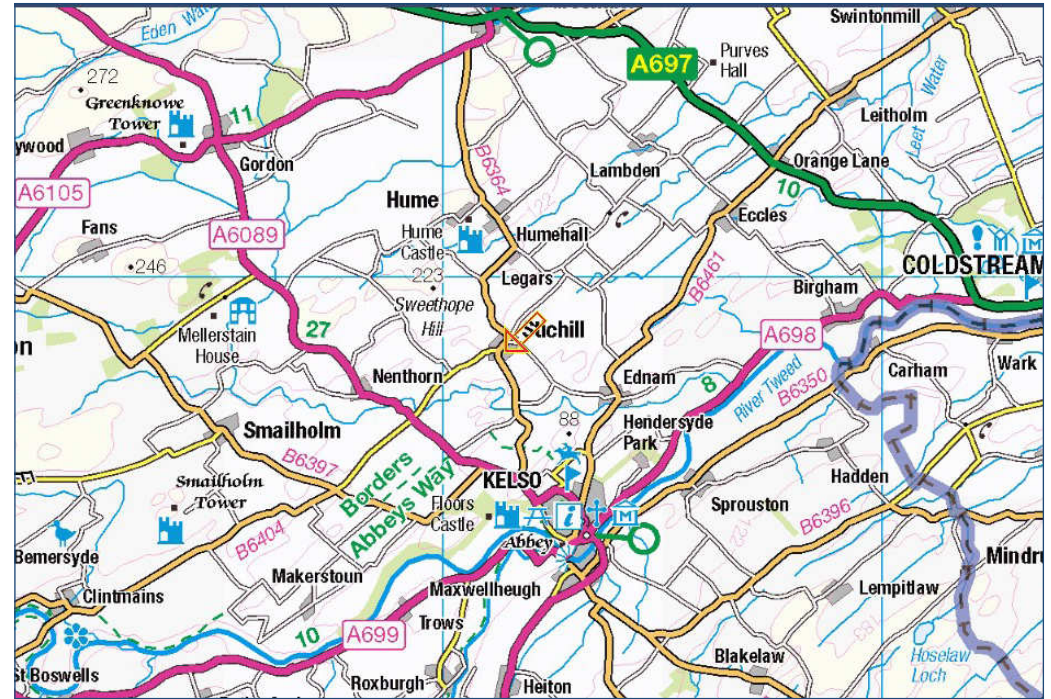 Swintonmill
Eden Water
A697
Purves
Hall
272
Greenknowe
Tower
11
Leitholm
Leet Water
ywood
Gordon
B6364
Lambden
Orange Lane
10
A6105
Hume
122
Eccles
Fans
A6089
Hume
Castle
Humehall
B6461
246
223
Legars
COLDSTREAM
Sweethope
Hill
Birgham
Mellerstain
House
27
ichill
A698
on
Nenthorn
Ednam
8
River Tweed
B6350
Carham
Wark
88
Hendersyde
Park
Smailholm
B6397
Borders
Abbeys Way
KELSO
Hadden
Smailholm
Tower
Floors
Castle
Sprouston
B6396
B6404
i
M
Abbey
Bemersyde
Mindru
Makerstoun
Maxwellheugh
Lempitlaw
Clintmains
10
A699
Trows
183
St Boswells
Blakelaw
Hoselaw
Loch
Roxburgh
Heiton